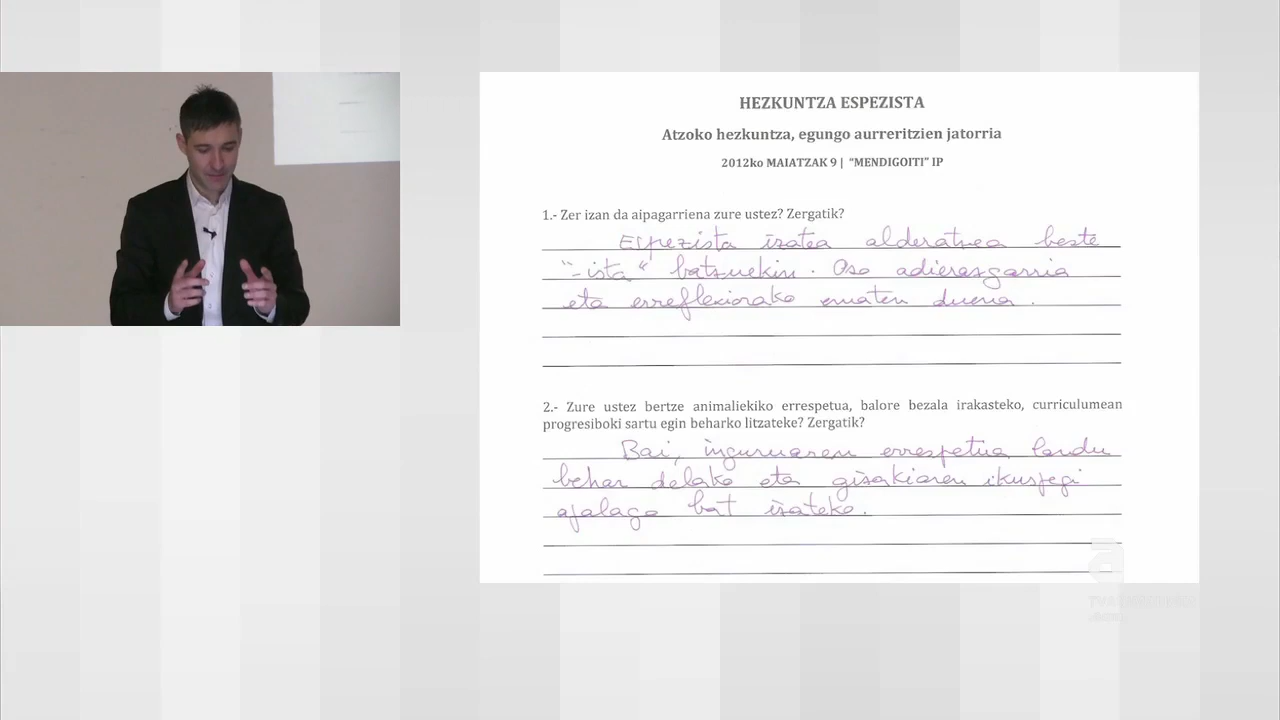 HEZKUNTZA ESPEZISTA
Atzoko hezkuntza, egungo aurreritzien jatorria
2012ko MAIATZAK 9 | "MENDIGOITI" IP
1.- Zer izan da aipagarriena zure ustez? Zergatik?
Espezista izatea alderatzea beste
"-ista" batzuekin. Oso adierazgarria
eta erreflexiorako ematen duena.
2.- Zure ustez bertze animaliekiko errespetua, balore bezala irakasteko, curriculumean
progresiboki sartu egin beharko litzateke? Zergatik?
Bai, inguruaren errespetua landu
behar delako eta gizakiaren ikuspegi
apalago bat izateko.